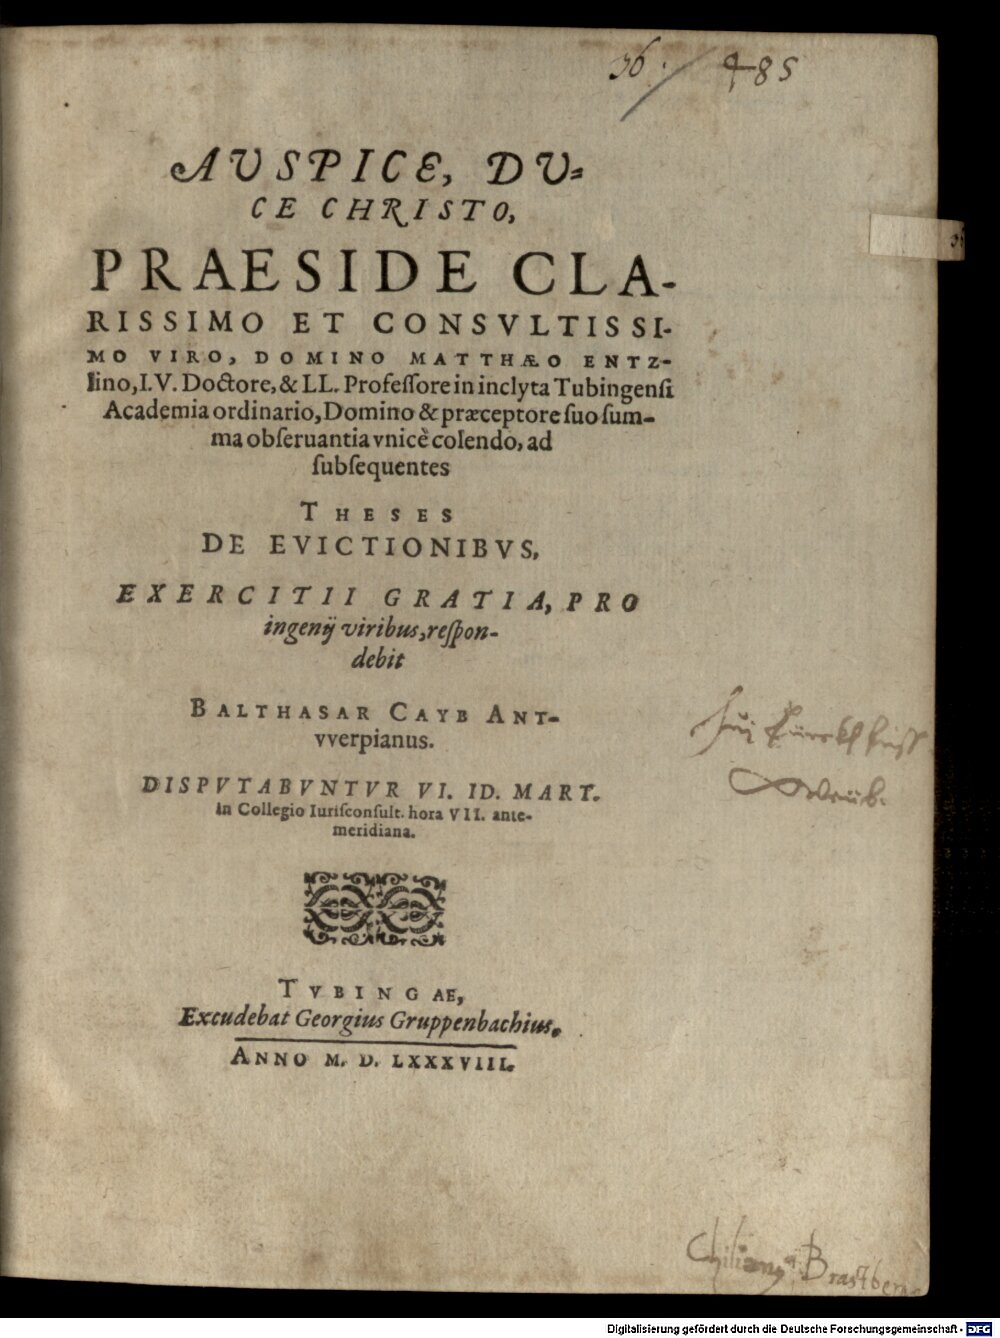 36. / 485
AVSPICE, DV-
CE CHRISTO,
PRAESIDE CLA-
RISSIMO ET CONSVLTISSI-
MO VIRO, DOMINO MATTHÆO ENTZ-
lino, I.V. Doctore, & LL. Professore in inclyta Tubingensi
Academia ordinario, Domino & præceptore suo sum-
ma obseruantia vnicè colendo, ad
subsequentes
THESES
DE EVICTIONIBVS,
EXERCITII GRATIA, PRO
ingenij viribus, respon-
debit
BALTHASAR CAYB ANT-
vverpianus.
DISPVTABVNTVR VI. ID. MART.
in Collegio Iurisconsult. hora VII. ante-
meridiana.
TVBINGAE,
Excudebat Georgius Gruppenbachius.
ANNO M. D. LXXXVIII.
Digitalisierung gefördert durch die Deutsche Forschungsgemeinschaft - DFG